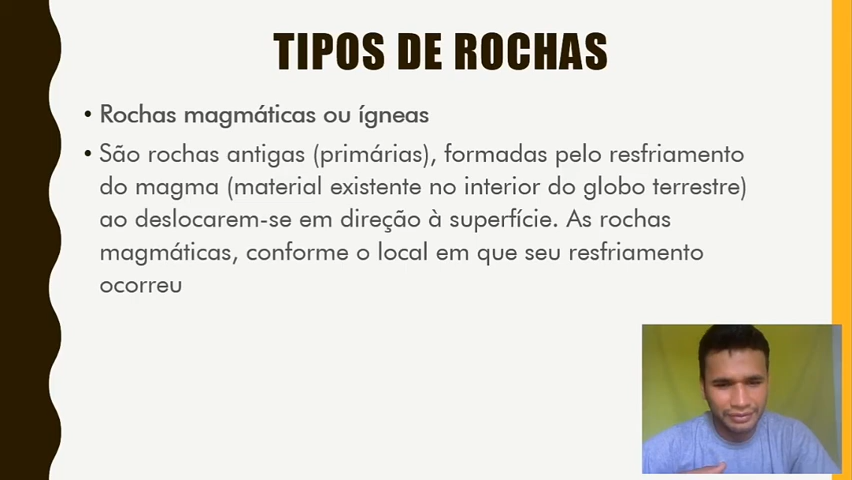 TIPOS DE ROCHAS
• Rochas magmáticas ou ígneas
• São rochas antigas (primárias), formadas pelo resfriamento
do magma (material existente no interior do globo terrestre)
ao deslocarem-se em direção à superfície. As rochas
magmáticas, conforme o local em que seu resfriamento
ocorreu